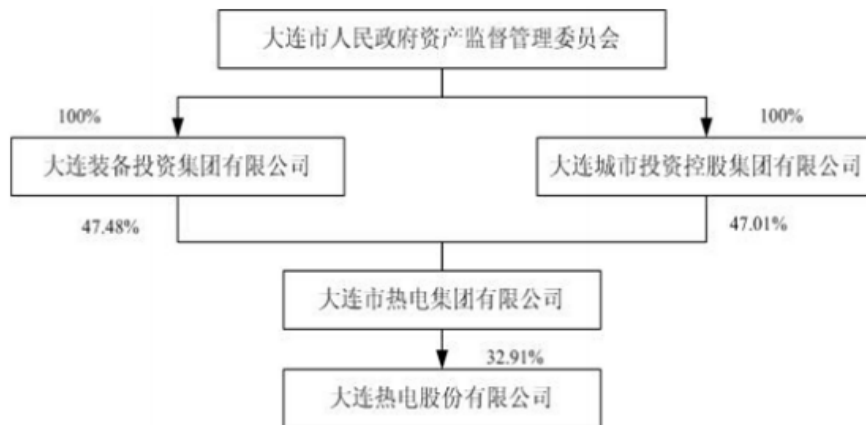 大连市人民政府资产监督管理委员会
100%
100%
大连装备投资集团有限公司
大连城市投资控股集团有限公司
47.48%
47.01%
大连市热电集团有限公司
32.91%
大连热电股份有限公司